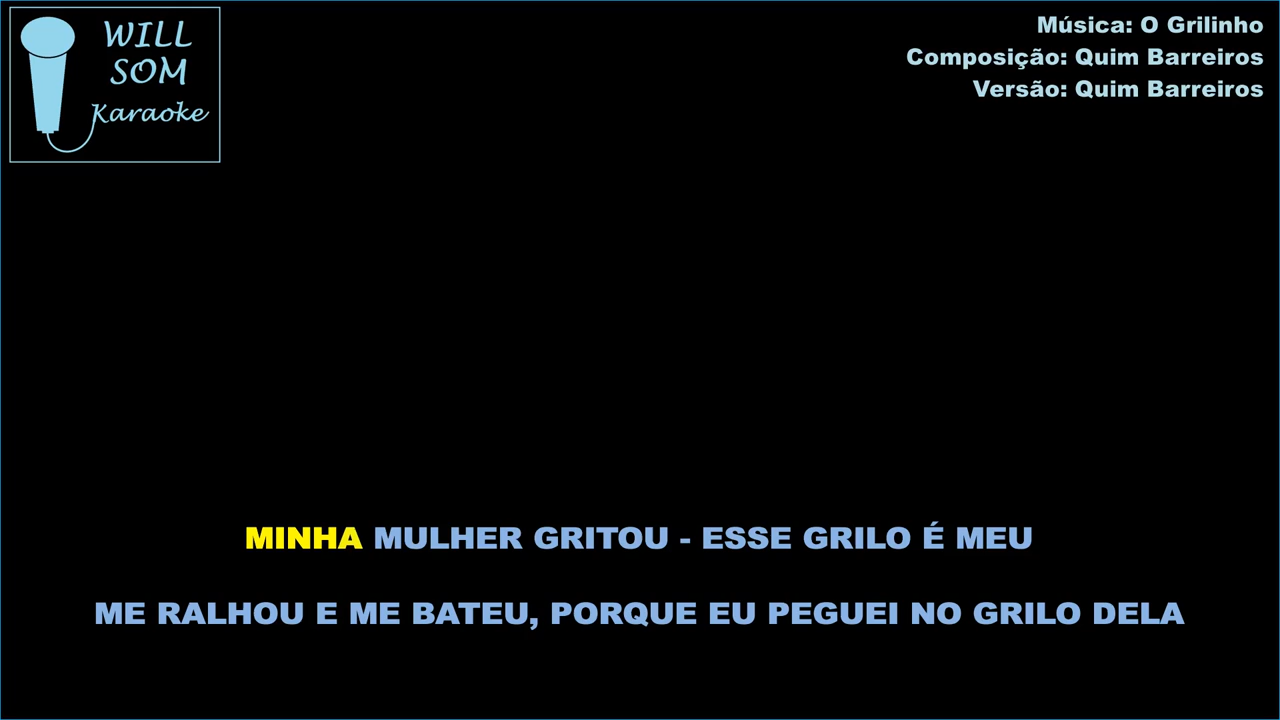 WILL
SOM
Karaoke
Música: O Grilinho
Composição: Quim Barreiros
Versão: Quim Barreiros
MINHA MULHER GRITOU - ESSE GRILO É MEU
ME RALHOU E ME BATEU, PORQUE EU PEGUEI NO GRILO DELA